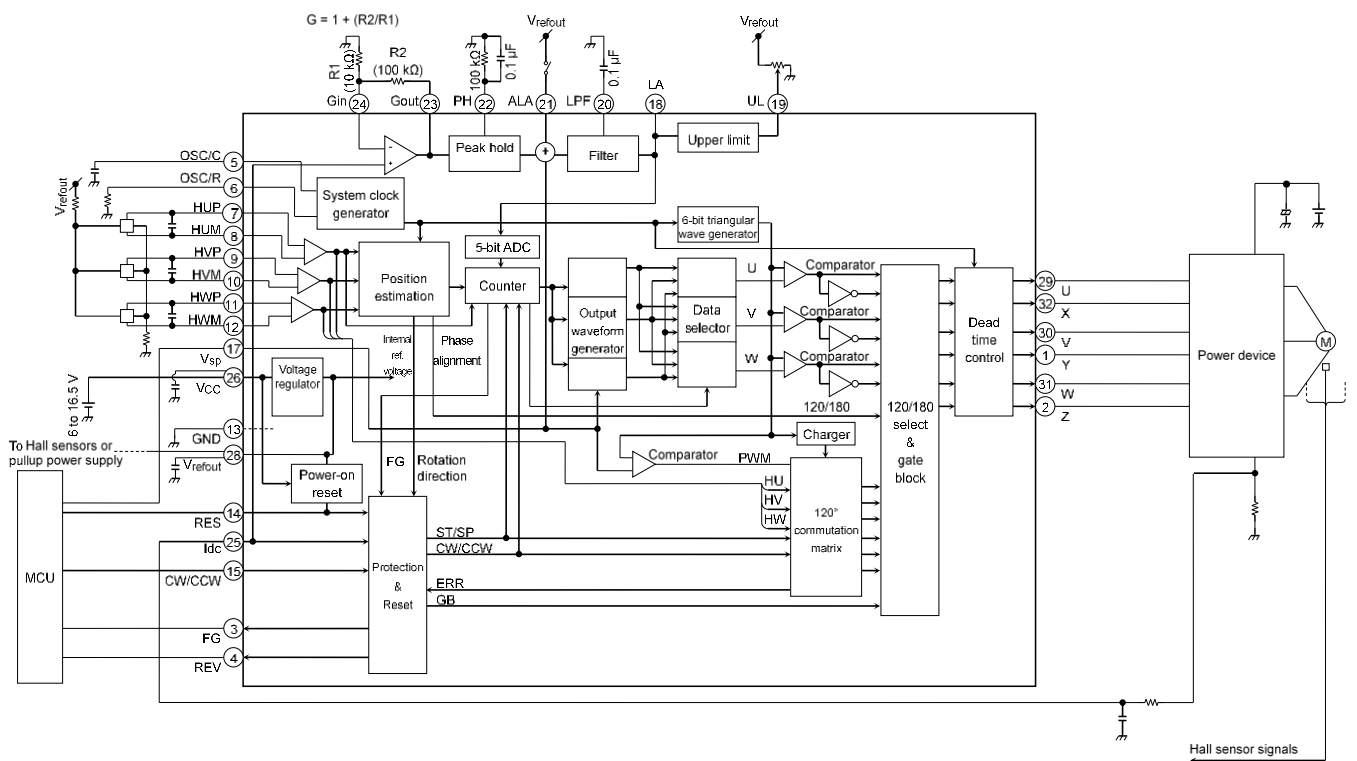 G = 1 + (R2/R1)
Vrefout
Vrefout
R1
(10 kΩ)
R2
(100 kΩ)
100 kΩ
0.1 µF
0.1 µF
Gin
24
Gout
23
PH
22
ALA
21
LPF
20
LA
18
UL
19
Peak hold
+
Filter
Upper limit
-
+
OSC/C
5
OSC/R
6
System clock
generator
Vrefout
HUP
7
HUM
8
HVP
9
HVM
10
HWP
11
HWM
12
6-bit triangular
wave generator
5-bit ADC
Position
estimation
Counter
Output
waveform
generator
Data
selector
U
V
W
Comparator
Comparator
Comparator
120/180
120/180
select
&
gate
block
Dead
time
control
29
U
32
X
30
V
1
Y
31
W
2
Z
Power device
M
17
Vsp
26
VCC
6 to 16.5 V
Voltage
regulator
Internal
ref.
voltage
Phase
alignment
13
GND
To Hall sensors or
pullup power supply
28
Vrefout
Power-on
reset
FG
Rotation
direction
Charger
Comparator
PWM
HU
HV
HW
120°
commutation
matrix
MCU
14
RES
25
Idc
15
CW/CCW
3
FG
4
REV
Protection
&
Reset
ST/SP
CW/CCW
ERR
GB
Hall sensor signals